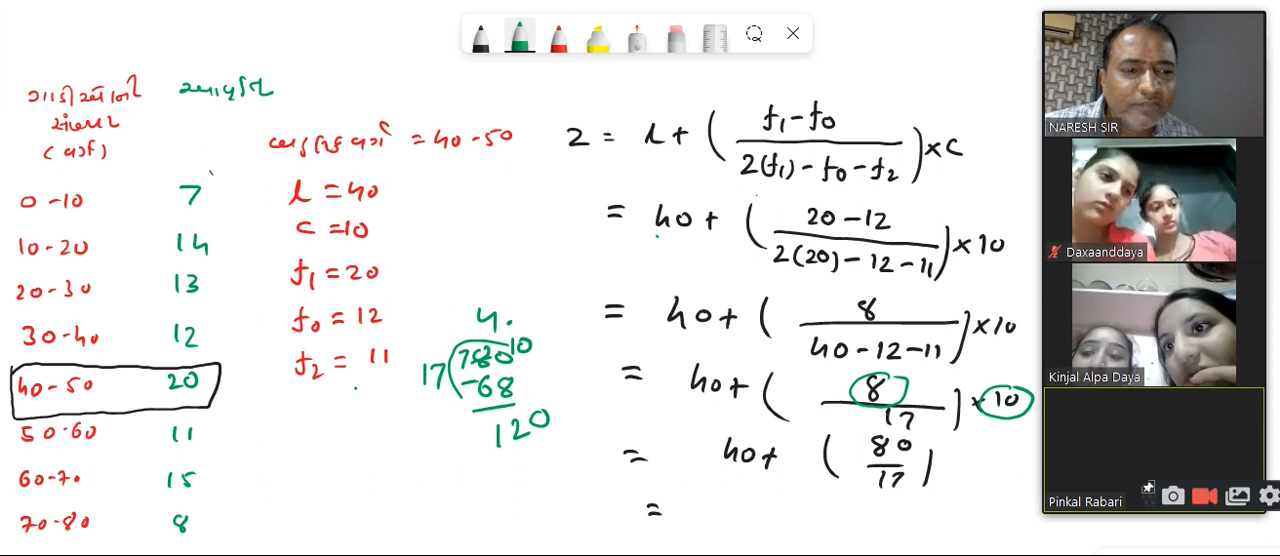 ગાડીઓની
સંખ્યા
(વર્ગ)
આવૃત્તિ
0-10 7
10-20 14
20-30 13
30-40 12
40-50 20
50-60 11
60-70 15
70-80 8
વર્ગ = 40-50
l = 40
c = 10
f₁ = 20
f₀ = 12
f₂ = 11
4.
17
-68
120
Z = l + (f₁-f₀ / 2(f₁)-f₀-f₂) × c
= 40 + (20-12 / 2(20)-12-11) × 10
= 40 + (8 / 40-12-11) × 10
= 40 + (8 / 17) × 10
= 40 + (80 / 17)
=
NARESH SIR
Daxaanddaya
Kinjal Alpa Daya
Pinkal Rabari